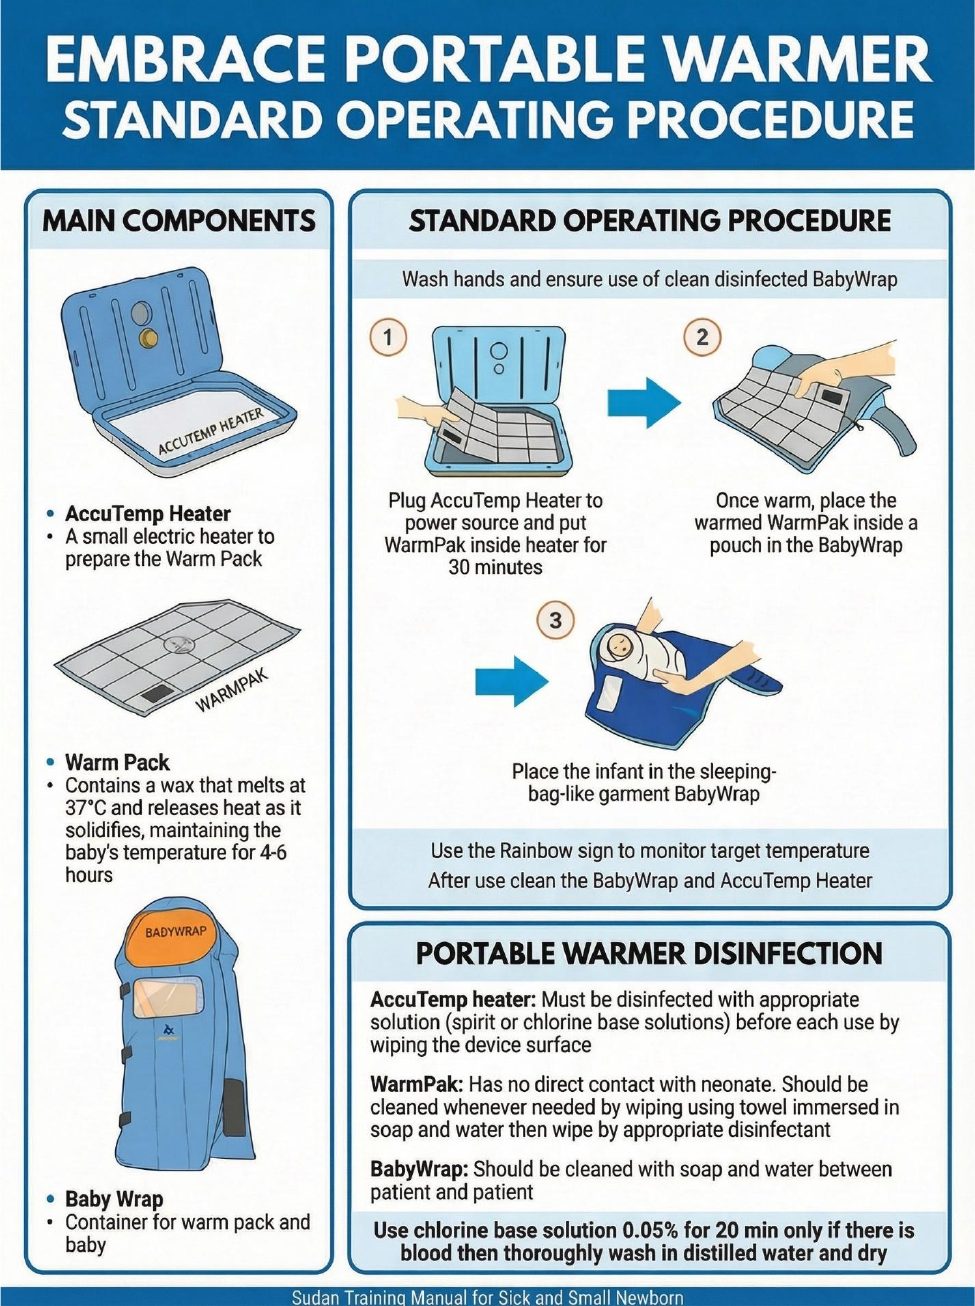 EMBRACE PORTABLE WARMER
STANDARD OPERATING PROCEDURE
MAIN COMPONENTS
ACCUTEMP HEATER
• AccuTemp Heater
• A small electric heater to
prepare the Warm Pack
WARMPAK
• Warm Pack
• Contains a wax that melts at
37°C and releases heat as it
solidifies, maintaining the
baby's temperature for 4-6
hours
BADYWRAP
• Baby Wrap
• Container for warm pack and
baby
STANDARD OPERATING PROCEDURE
Wash hands and ensure use of clean disinfected BabyWrap
1
Plug AccuTemp Heater to
power source and put
WarmPak inside heater for
30 minutes
2
Once warm, place the
warmed WarmPak inside a
pouch in the BabyWrap
3
Place the infant in the sleeping-
bag-like garment BabyWrap
Use the Rainbow sign to monitor target temperature
After use clean the BabyWrap and AccuTemp Heater
PORTABLE WARMER DISINFECTION
AccuTemp heater: Must be disinfected with appropriate
solution (spirit or chlorine base solutions) before each use by
wiping the device surface
WarmPak: Has no direct contact with neonate. Should be
cleaned whenever needed by wiping using towel immersed in
soap and water then wipe by appropriate disinfectant
BabyWrap: Should be cleaned with soap and water between
patient and patient
Use chlorine base solution 0.05% for 20 min only if there is
blood then thoroughly wash in distilled water and dry
Sudan Training Manual for Sick and Small Newborn